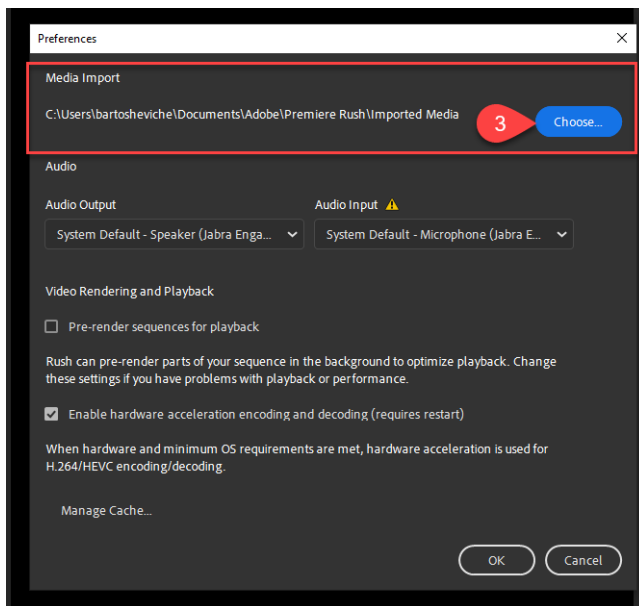 Preferences
Media Import
C:\Users\bartosheviche\Documents\Adobe\Premiere Rush\Imported Media
3
Choose...
Audio
Audio Output
Audio Input
System Default - Speaker (Jabra Enga...
System Default - Microphone (Jabra E...
Video Rendering and Playback
Pre-render sequences for playback
Rush can pre-render parts of your sequence in the background to optimize playback. Change
these settings if you have problems with playback or performance.
Enable hardware acceleration encoding and decoding (requires restart)
When hardware and minimum OS requirements are met, hardware acceleration is used for
H.264/HEVC encoding/decoding.
Manage Cache...
OK
Cancel